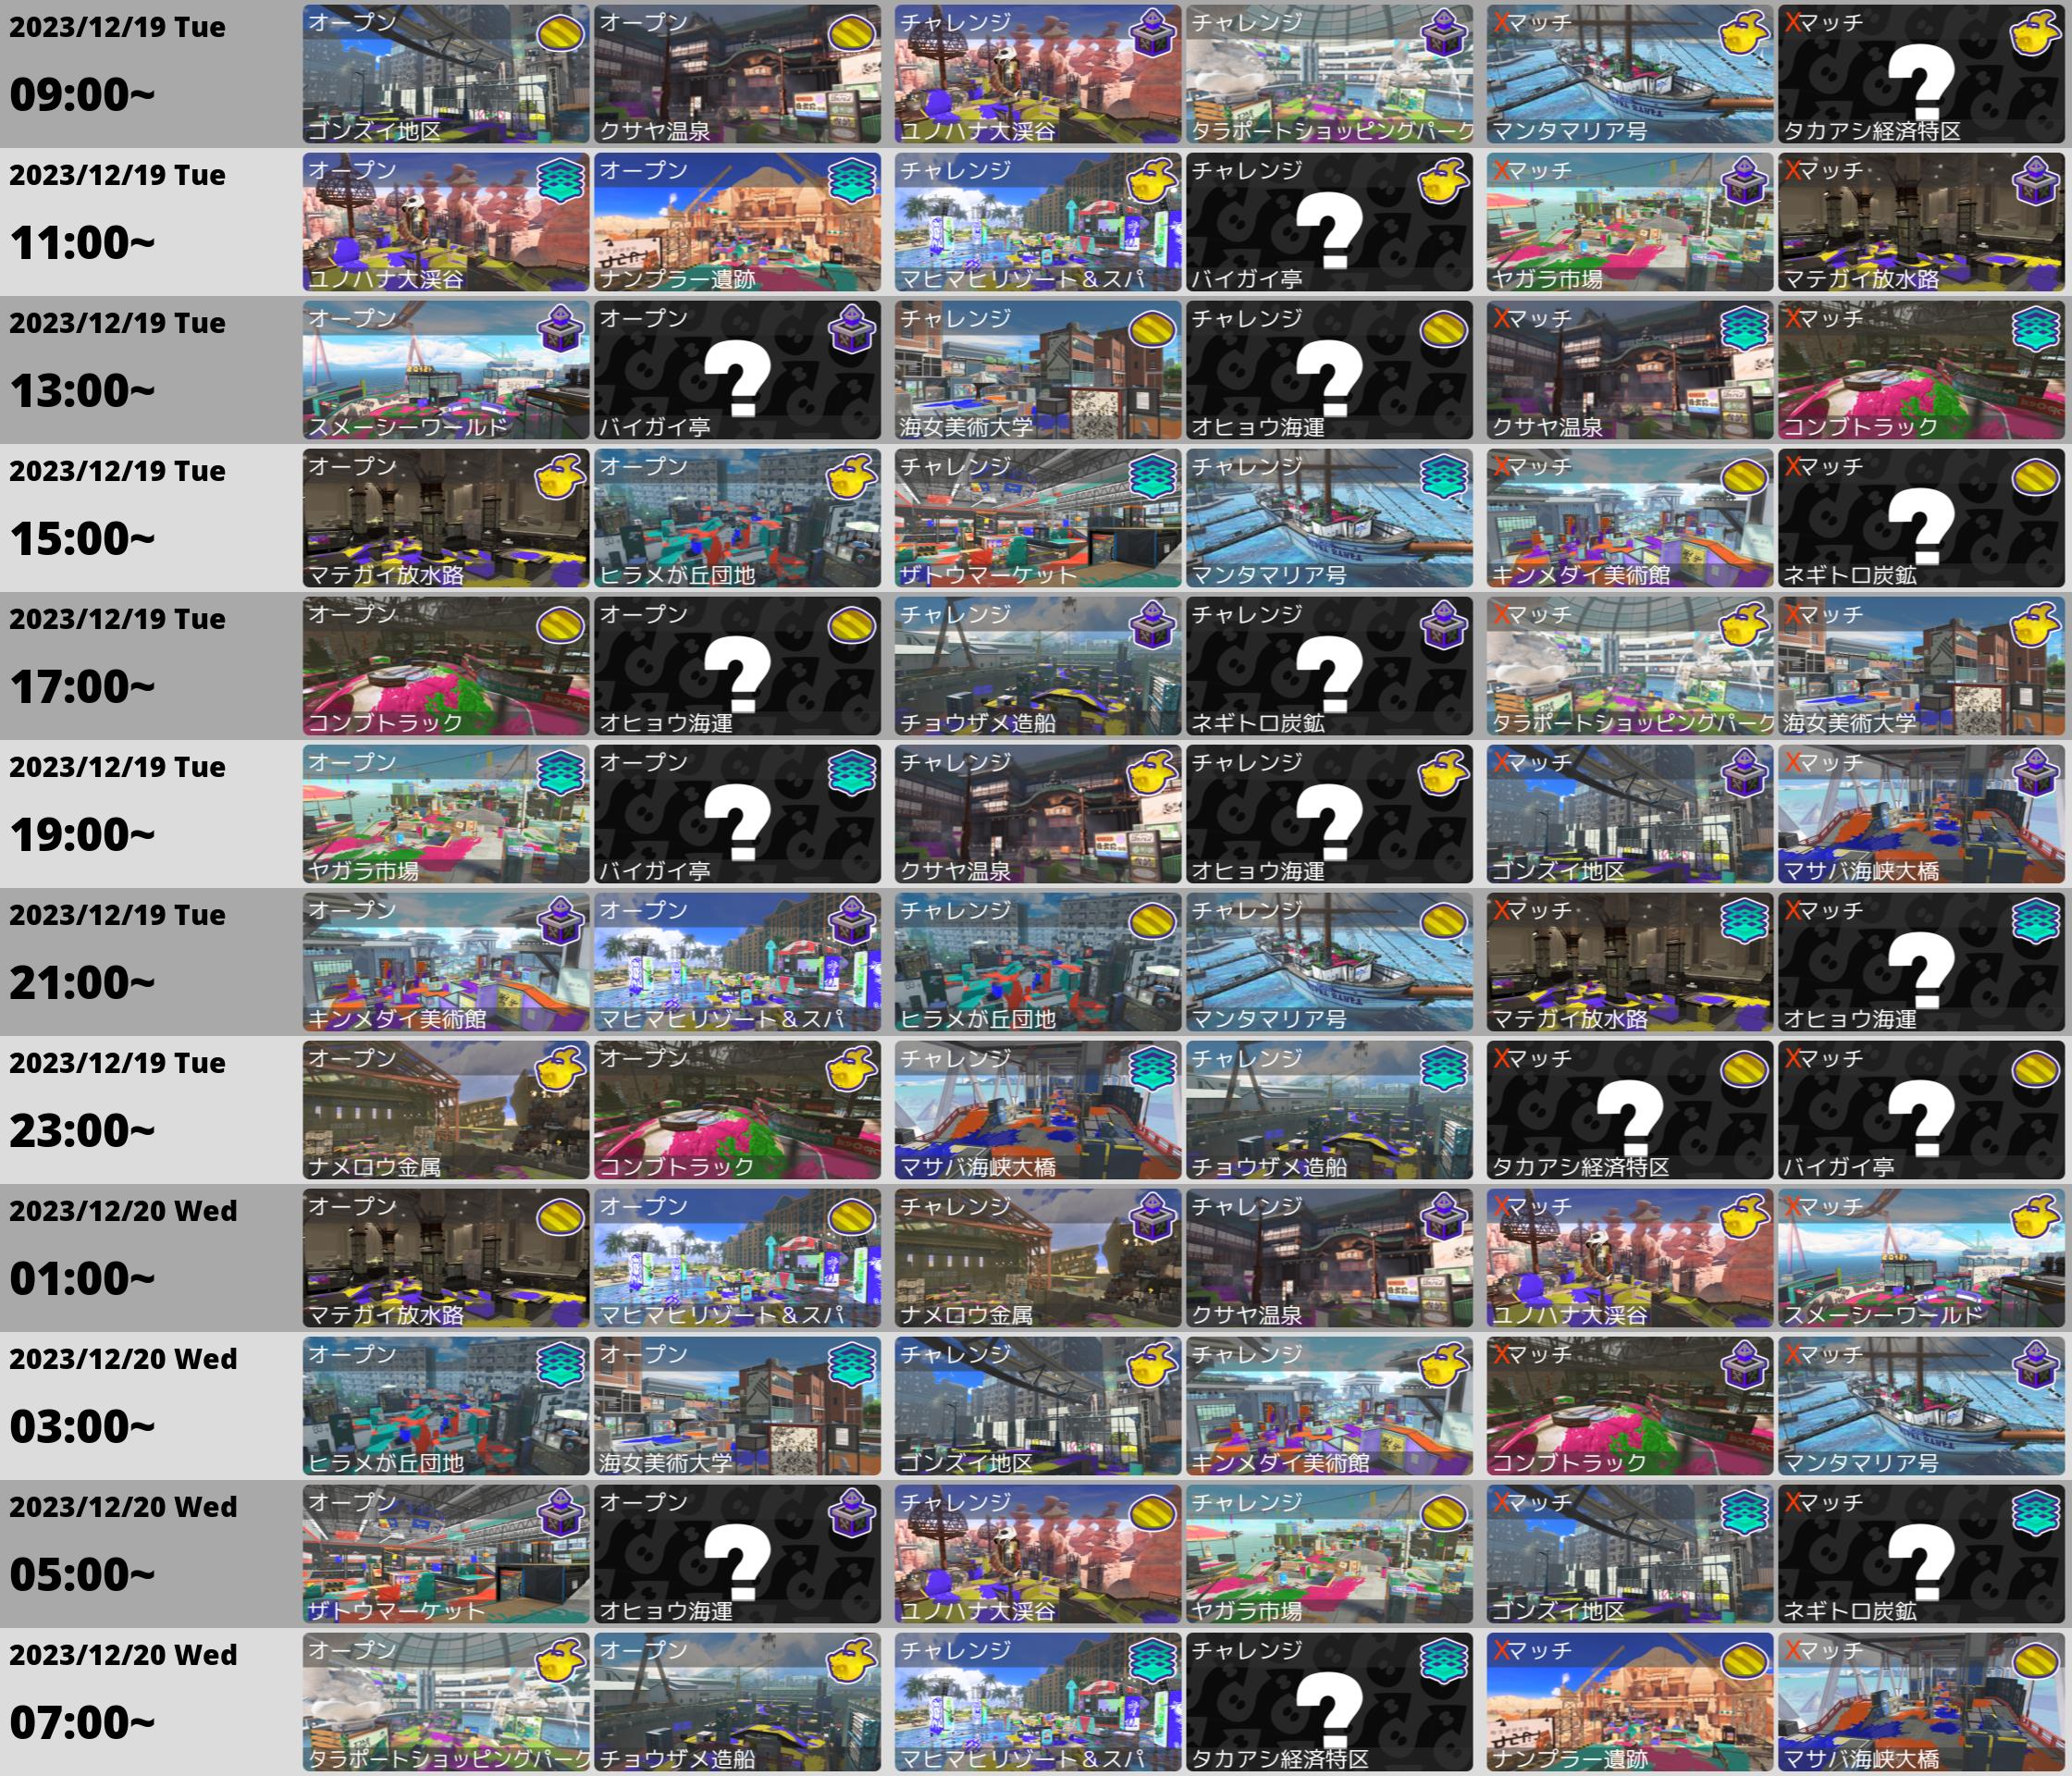 2023/12/19 Tue
09:00~
オープン
ゴンズイ地区
オープン
クサヤ温泉
チャレンジ
ユノハナ大渓谷
チャレンジ
タラポートショッピングパーク
Xマッチ
マンタマリア号
Xマッチ
タカアシ経済特区
2023/12/19 Tue
11:00~
オープン
ユノハナ大渓谷
オープン
ナンプラー遺跡
チャレンジ
マヒマヒリゾート&スパ
チャレンジ
バイガイ亭
Xマッチ
ヤガラ市場
Xマッチ
マテガイ放水路
2023/12/19 Tue
13:00~
オープン
スメーシーワールド
オープン
バイガイ亭
チャレンジ
海女美術大学
チャレンジ
オヒョウ海運
Xマッチ
クサヤ温泉
Xマッチ
コンブトラック
2023/12/19 Tue
15:00~
オープン
マテガイ放水路
オープン
ヒラメが丘団地
チャレンジ
ザトウマーケット
チャレンジ
マンタマリア号
Xマッチ
キンメダイ美術館
Xマッチ
ネギトロ炭鉱
2023/12/19 Tue
17:00~
オープン
コンブトラック
オープン
オヒョウ海運
チャレンジ
チョウザメ造船
チャレンジ
ネギトロ炭鉱
Xマッチ
タラポートショッピングパーク
Xマッチ
海女美術大学
2023/12/19 Tue
19:00~
オープン
ヤガラ市場
オープン
バイガイ亭
チャレンジ
クサヤ温泉
チャレンジ
オヒョウ海運
Xマッチ
ゴンズイ地区
Xマッチ
マサバ海峡大橋
2023/12/19 Tue
21:00~
オープン
キンメダイ美術館
オープン
マヒマヒリゾート&スパ
チャレンジ
ヒラメが丘団地
チャレンジ
マンタマリア号
Xマッチ
マテガイ放水路
Xマッチ
オヒョウ海運
2023/12/19 Tue
23:00~
オープン
ナメロウ金属
オープン
コンブトラック
チャレンジ
マサバ海峡大橋
チャレンジ
チョウザメ造船
Xマッチ
タカアシ経済特区
Xマッチ
バイガイ亭
2023/12/20 Wed
01:00~
オープン
マテガイ放水路
オープン
マヒマヒリゾート&スパ
チャレンジ
ナメロウ金属
チャレンジ
クサヤ温泉
Xマッチ
ユノハナ大渓谷
Xマッチ
スメーシーワールド
2023/12/20 Wed
03:00~
オープン
ヒラメが丘団地
オープン
海女美術大学
チャレンジ
ゴンズイ地区
チャレンジ
キンメダイ美術館
Xマッチ
コンブトラック
Xマッチ
マンタマリア号
2023/12/20 Wed
05:00~
オープン
ザトウマーケット
オープン
オヒョウ海運
チャレンジ
ユノハナ大渓谷
チャレンジ
ヤガラ市場
Xマッチ
ゴンズイ地区
Xマッチ
ネギトロ炭鉱
2023/12/20 Wed
07:00~
オープン
タラポートショッピングパーク
オープン
チョウザメ造船
チャレンジ
マヒマヒリゾート&スパ
チャレンジ
タカアシ経済特区
Xマッチ
ナンプラー遺跡
Xマッチ
マサバ海峡大橋